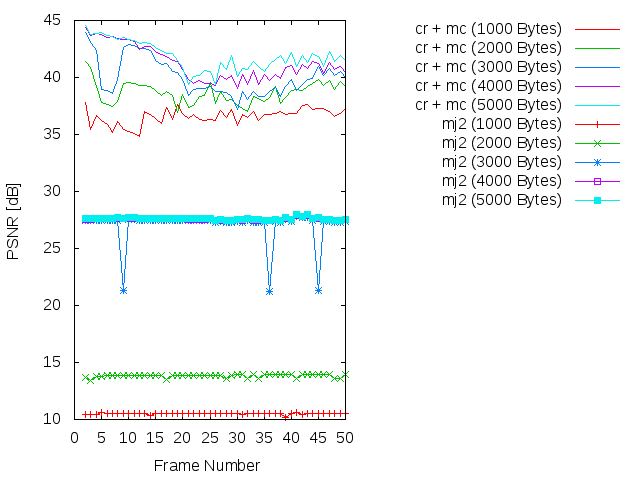 45
40
35
30
25
20
15
10
PSNR [dB]
0 5 10 15 20 25 30 35 40 45 50
Frame Number
cr + mc (1000 Bytes)
cr + mc (2000 Bytes)
cr + mc (3000 Bytes)
cr + mc (4000 Bytes)
cr + mc (5000 Bytes)
mj2 (1000 Bytes)
mj2 (2000 Bytes)
mj2 (3000 Bytes)
mj2 (4000 Bytes)
mj2 (5000 Bytes)